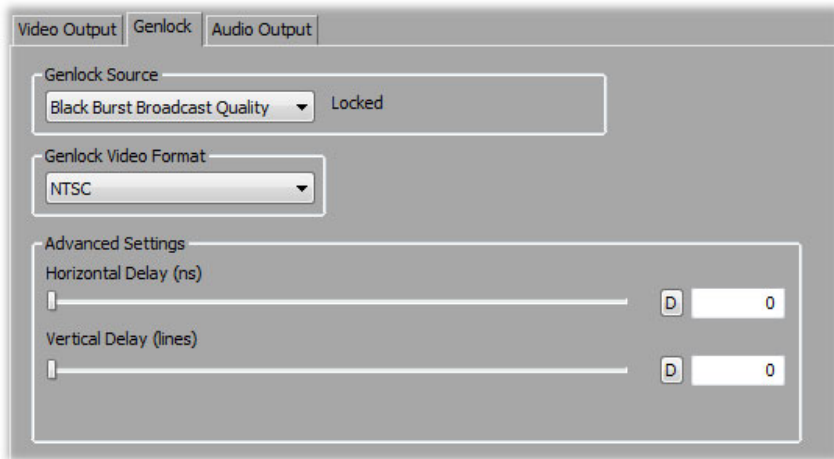 Video Output Genlock Audio Output
Genlock Source
Black Burst Broadcast Quality Locked
Genlock Video Format
NTSC
Advanced Settings
Horizontal Delay (ns)
D 0
Vertical Delay (lines)
D 0